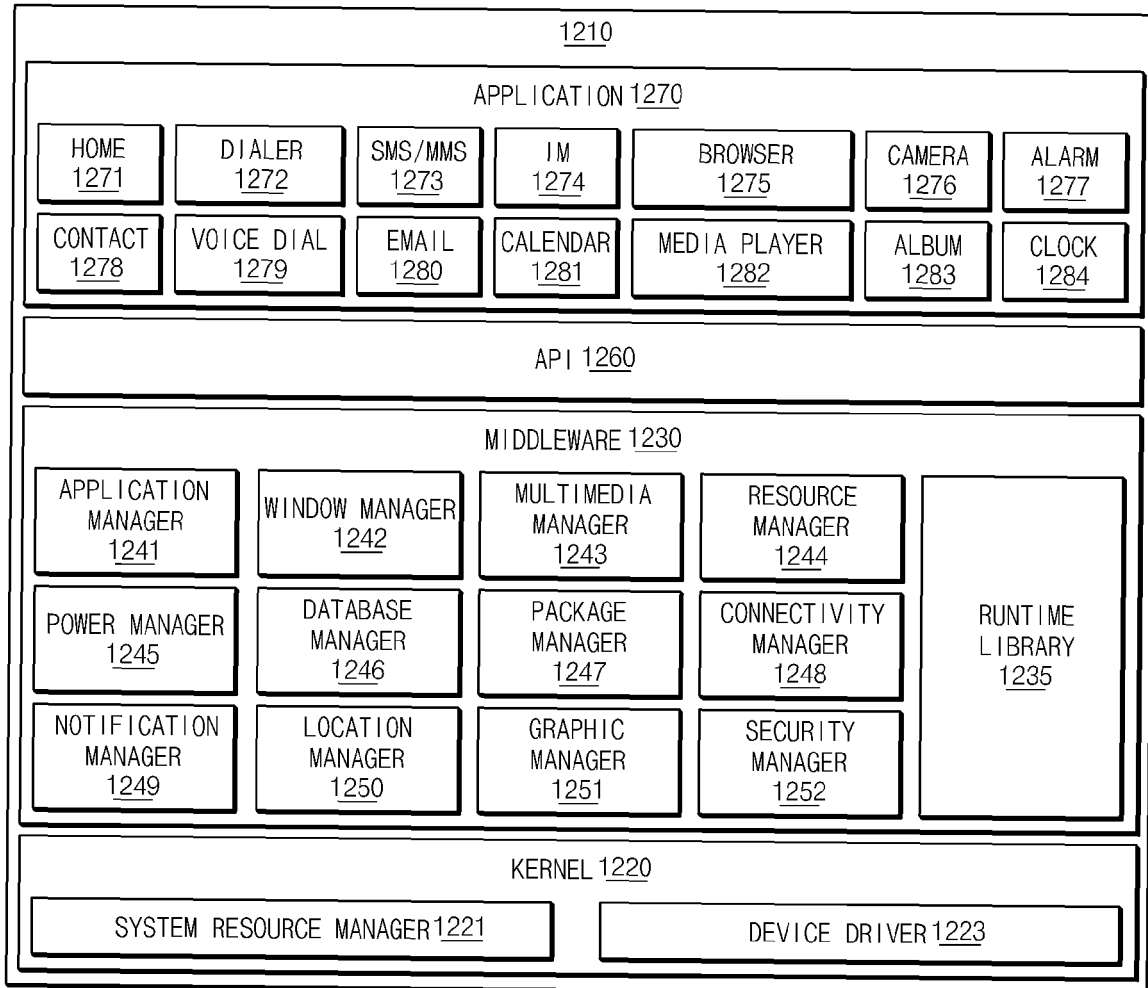 1210
APPLICATION 1270
HOME
1271
DIALER
1272
SMS/MMS
1273
IM
1274
BROWSER
1275
CAMERA
1276
ALARM
1277
CONTACT
1278
VOICE DIAL
1279
EMAIL
1280
CALENDAR
1281
MEDIA PLAYER
1282
ALBUM
1283
CLOCK
1284
API 1260
MIDDLEWARE 1230
APPLICATION
MANAGER
1241
WINDOW MANAGER
1242
MULTIMEDIA
MANAGER
1243
RESOURCE
MANAGER
1244
POWER MANAGER
1245
DATABASE
MANAGER
1246
PACKAGE
MANAGER
1247
CONNECTIVITY
MANAGER
1248
NOTIFICATION
MANAGER
1249
LOCATION
MANAGER
1250
GRAPHIC
MANAGER
1251
SECURITY
MANAGER
1252
RUNTIME
LIBRARY
1235
KERNEL 1220
SYSTEM RESOURCE MANAGER 1221
DEVICE DRIVER 1223